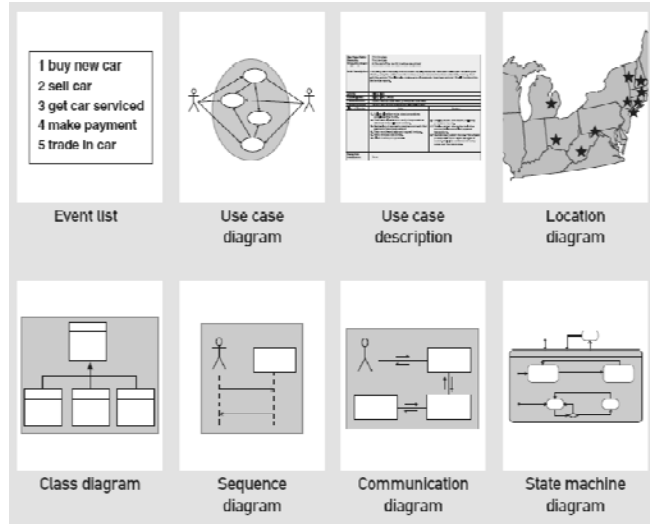 1 buy new car
2 sell car
3 get car serviced
4 make payment
5 trade in car
Event list
Use case
diagram
Use case
description
Location
diagram
Class diagram
Sequence
diagram
Communication
diagram
State machine
diagram